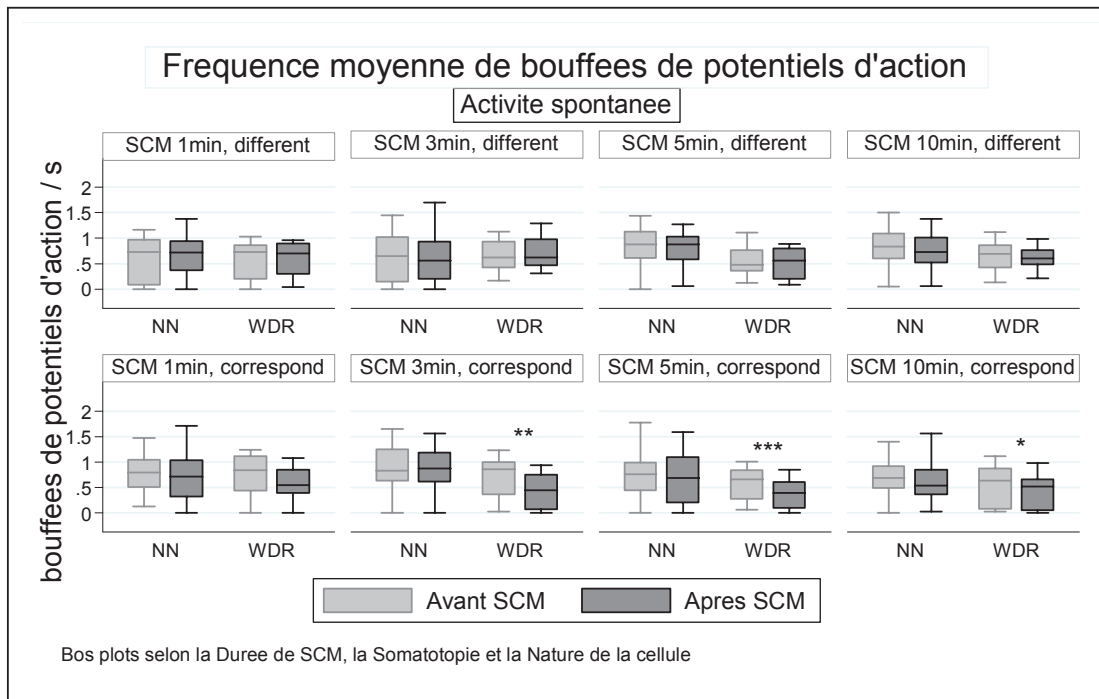 Frequence moyenne de bouffees de potentiels d'action
Activite spontanee
bouffees de potentiels d'action / s
SCM 1min, different
SCM 3min, different
SCM 5min, different
SCM 10min, different
2
1.5
1
.5
0
NN WDR NN WDR NN WDR NN WDR
SCM 1min, correspond
SCM 3min, correspond
SCM 5min, correspond
SCM 10min, correspond
2
1.5
1
.5
0
**
***
*
NN WDR NN WDR NN WDR NN WDR
Avant SCM
Apres SCM
Bos plots selon la Duree de SCM, la Somatotopie et la Nature de la cellule